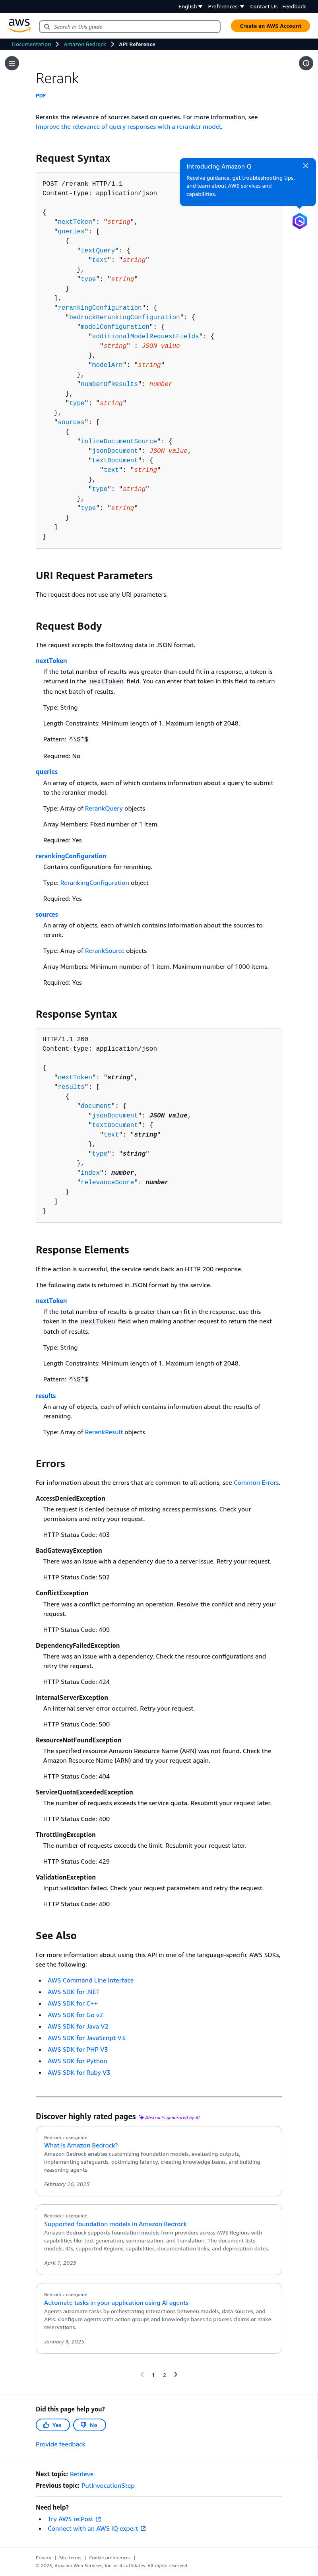 English
Preferences
Contact Us
Feedback
aws
Search in this guide
Create an AWS Account
Documentation
Amazon Bedrock
API Reference
Rerank
PDF
Reranks the relevance of sources based on queries. For more information, see
Improve the relevance of query responses with a reranker model.
Request Syntax
Introducing Amazon Q
Receive guidance, get troubleshooting tips,
and learn about AWS services and
capabilities.
POST /rerank HTTP/1.1
Content-type: application/json
{
"nextToken": "string",
"queries": [
{
"textQuery": {
"text": "string"
},
"type": "string"
}
],
"rerankingConfiguration": {
"bedrockRerankingConfiguration": {
"modelConfiguration": {
"additionalModelRequestFields": {
"string" : JSON value
},
"modelArn": "string"
},
"numberOfResults": number
},
"type": "string"
},
"sources": [
{
"inlineDocumentSource": {
"jsonDocument": JSON value,
"textDocument": {
"text": "string"
},
"type": "string"
},
"type": "string"
}
]
}
URI Request Parameters
The request does not use any URI parameters.
Request Body
The request accepts the following data in JSON format.
nextToken
If the total number of results was greater than could fit in a response, a token is
returned in the nextToken field. You can enter that token in this field to return
the next batch of results.
Type: String
Length Constraints: Minimum length of 1. Maximum length of 2048.
Pattern: ^\S*$
Required: No
queries
An array of objects, each of which contains information about a query to submit
to the reranker model.
Type: Array of RerankQuery objects
Array Members: Fixed number of 1 item.
Required: Yes
rerankingConfiguration
Contains configurations for reranking.
Type: RerankingConfiguration object
Required: Yes
sources
An array of objects, each of which contains information about the sources to
rerank.
Type: Array of RerankSource objects
Array Members: Minimum number of 1 item. Maximum number of 1000 items.
Required: Yes
Response Syntax
HTTP/1.1 200
Content-type: application/json
{
"nextToken": "string",
"results": [
{
"document": {
"jsonDocument": JSON value,
"textDocument": {
"text": "string"
},
"type": "string"
},
"index": number,
"relevanceScore": number
}
]
}
Response Elements
If the action is successful, the service sends back an HTTP 200 response.
The following data is returned in JSON format by the service.
nextToken
If the total number of results is greater than can fit in the response, use this
token in the nextToken field when making another request to return the next
batch of results.
Type: String
Length Constraints: Minimum length of 1. Maximum length of 2048.
Pattern: ^\S*$
results
An array of objects, each of which contains information about the results of
reranking.
Type: Array of RerankResult objects
Errors
For information about the errors that are common to all actions, see Common Errors.
AccessDeniedException
The request is denied because of missing access permissions. Check your
permissions and retry your request.
HTTP Status Code: 403
BadGatewayException
There was an issue with a dependency due to a server issue. Retry your request.
HTTP Status Code: 502
ConflictException
There was a conflict performing an operation. Resolve the conflict and retry your
request.
HTTP Status Code: 409
DependencyFailedException
There was an issue with a dependency. Check the resource configurations and
retry the request.
HTTP Status Code: 424
InternalServerException
An internal server error occurred. Retry your request.
HTTP Status Code: 500
ResourceNotFoundException
The specified resource Amazon Resource Name (ARN) was not found. Check the
Amazon Resource Name (ARN) and try your request again.
HTTP Status Code: 404
ServiceQuotaExceededException
The number of requests exceeds the service quota. Resubmit your request later.
HTTP Status Code: 400
ThrottlingException
The number of requests exceeds the limit. Resubmit your request later.
HTTP Status Code: 429
ValidationException
Input validation failed. Check your request parameters and retry the request.
HTTP Status Code: 400
See Also
For more information about using this API in one of the language-specific AWS SDKs,
see the following:
• AWS Command Line Interface
• AWS SDK for .NET
• AWS SDK for C++
• AWS SDK for Go v2
• AWS SDK for Java V2
• AWS SDK for JavaScript V3
• AWS SDK for PHP V3
• AWS SDK for Python
• AWS SDK for Ruby V3
Discover highly rated pages Abstracts generated by AI
Bedrock › userguide
What is Amazon Bedrock?
Amazon Bedrock enables customizing foundation models, evaluating outputs,
implementing safeguards, optimizing latency, creating knowledge bases, and building
reasoning agents.
February 26, 2025
Bedrock › userguide
Supported foundation models in Amazon Bedrock
Amazon Bedrock supports foundation models from providers across AWS Regions with
capabilities like text generation, summarization, and translation. The document lists
models, IDs, supported Regions, capabilities, documentation links, and deprecation dates.
April 1, 2025
Bedrock › userguide
Automate tasks in your application using AI agents
Agents automate tasks by orchestrating interactions between models, data sources, and
APIs. Configure agents with action groups and knowledge bases to process claims or make
reservations.
January 9, 2025
1 2
Did this page help you?
Yes
No
Provide feedback
Next topic: Retrieve
Previous topic: PutInvocationStep
Need help?
• Try AWS re:Post
• Connect with an AWS IQ expert
Privacy | Site terms | Cookie preferences |
© 2025, Amazon Web Services, Inc. or its affiliates. All rights reserved.